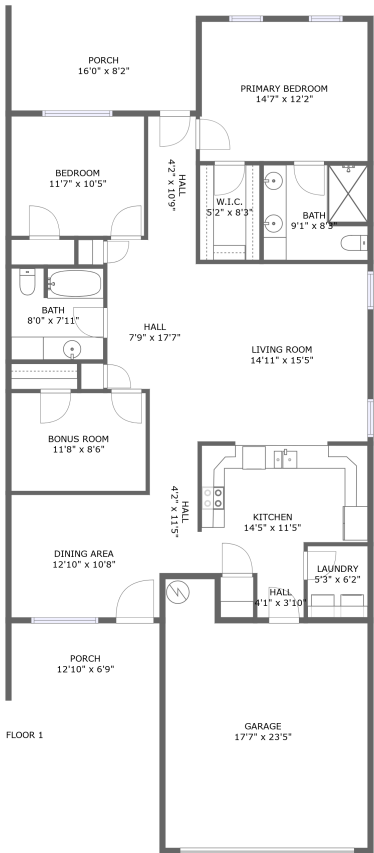 PORCH
16'0" x 8'2"
PRIMARY BEDROOM
14'7" x 12'2"
BEDROOM
11'7" x 10'5"
HALL
4'2" x 10'9"
W.I.C.
5'2" x 8'3"
BATH
9'1" x 8'3"
BATH
8'0" x 7'11"
HALL
7'9" x 17'7"
LIVING ROOM
14'11" x 15'5"
BONUS ROOM
11'8" x 8'6"
HALL
4'2" x 11'5"
KITCHEN
14'5" x 11'5"
DINING AREA
12'10" x 10'8"
LAUNDRY
5'3" x 6'2"
HALL
4'1" x 3'10"
PORCH
12'10" x 6'9"
GARAGE
17'7" x 23'5"
FLOOR 1